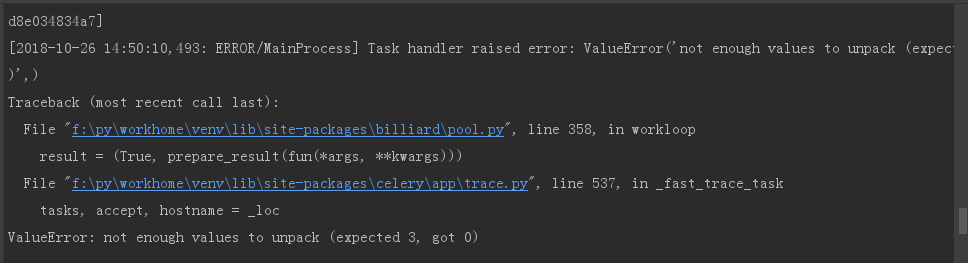 d8e034834a7]
[2018-10-26 14:50:10,493: ERROR/MainProcess] Task handler raised error: ValueError('not enough values to unpack (expec
)',)
Traceback (most recent call last):
  File "f:\py\workhome\venv\lib\site-packages\billiard\pool.py", line 358, in workloop
    result = (True, prepare_result(fun(*args, **kwargs)))
  File "f:\py\workhome\venv\lib\site-packages\celery\app\trace.py", line 537, in _fast_trace_task
    tasks, accept, hostname = _loc
ValueError: not enough values to unpack (expected 3, got 0)